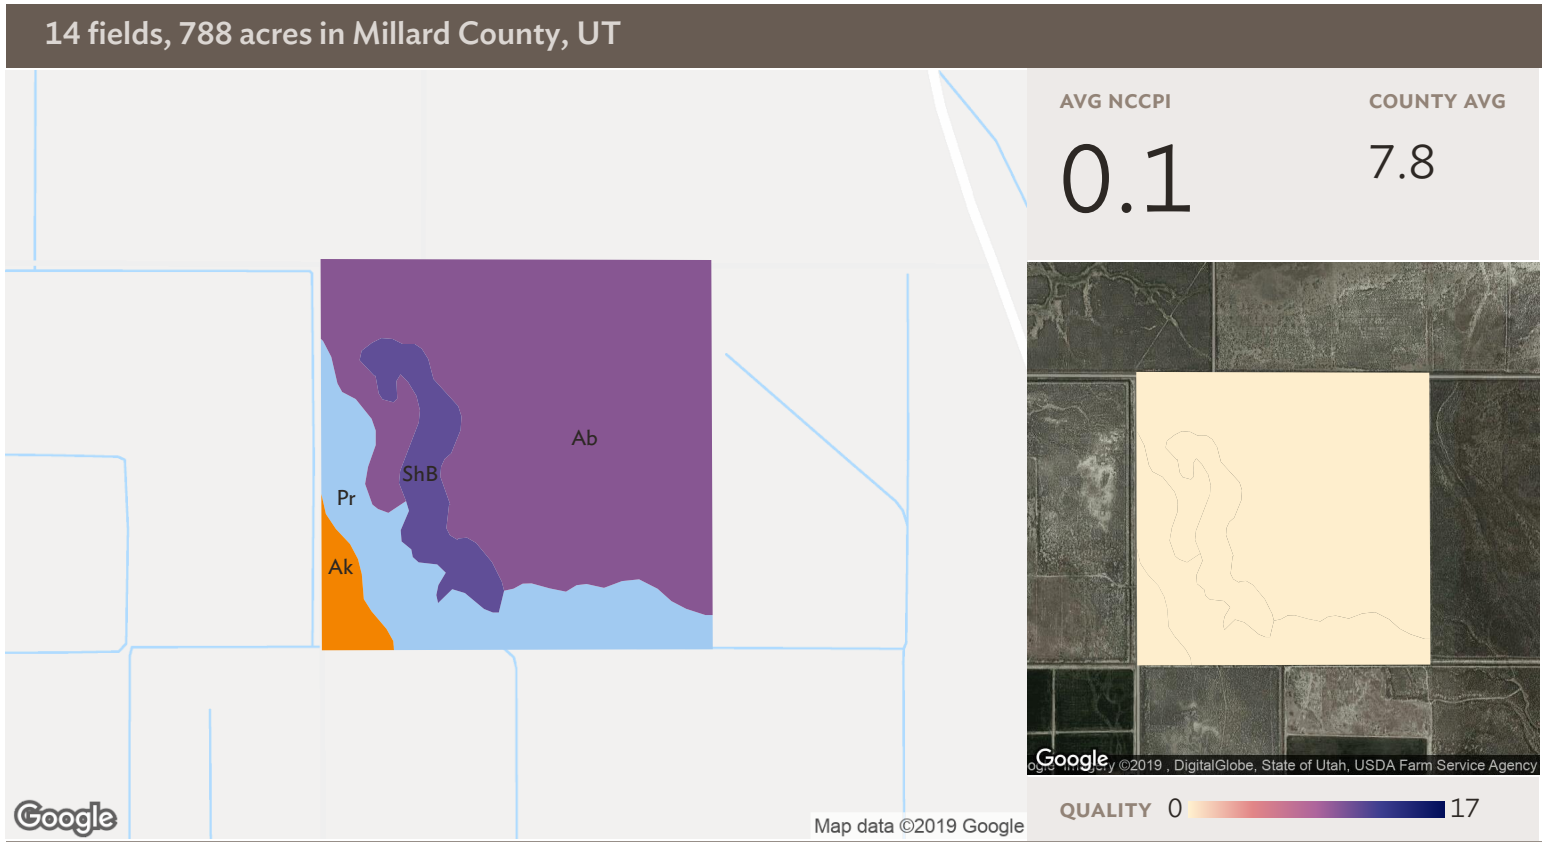 14 fields, 788 acres in Millard County, UT
AVG NCCPI
COUNTY AVG
0.1
7.8
Ab
ShB
Pr
Ak
Google
Map data ©2019 Google
Google
©2019 , DigitalGlobe, State of Utah, USDA Farm Service Agency
QUALITY 0 17